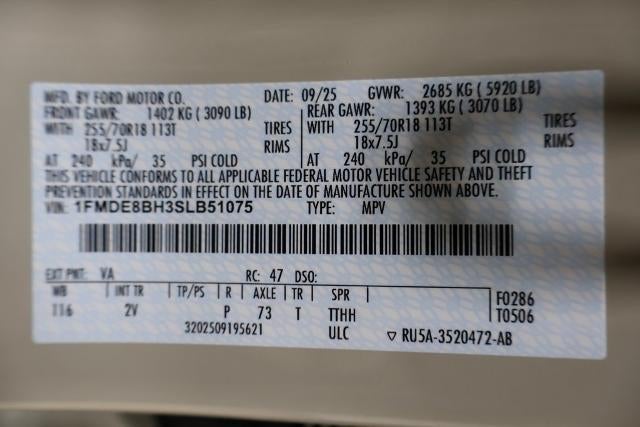 MFD. BY FORD MOTOR CO. DATE: 09/25 GVWR: 2685 KG ( 5920 LB)
FRONT GAWR: 1402 KG ( 3090 LB) REAR GAWR: 1393 KG ( 3070 LB)
WITH 255/70R18 113T TIRES WITH 255/70R18 113T TIRES
18x7.5J RIMS 18x7.5J RIMS
AT 240 kPa/ 35 PSI COLD AT 240 kPa/ 35 PSI COLD
THIS VEHICLE CONFORMS TO ALL APPLICABLE FEDERAL MOTOR VEHICLE SAFETY AND THEFT
PREVENTION STANDARDS IN EFFECT ON THE DATE OF MANUFACTURE SHOWN ABOVE.
VIN: 1FMDE8BH3SLB51075 TYPE: MPV
EXT PNT: VA RC: 47 DSO:
WB INT TR TP/PS R AXLE TR SPR F0286
116 2V P 73 T TTHH T0506
3202509195621 ULC ▽ RU5A-3520472-AB